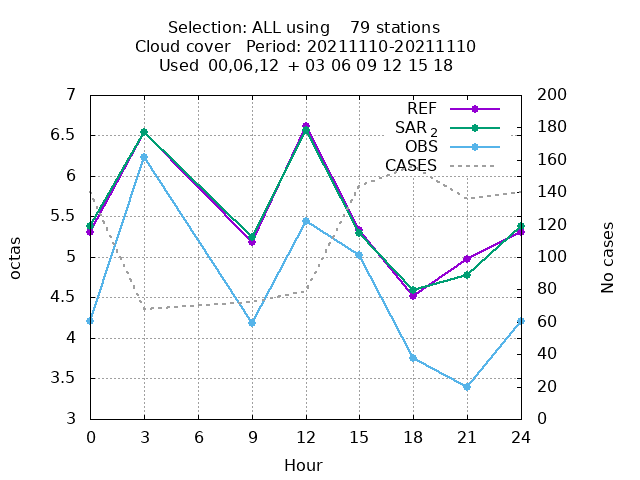 Selection: ALL using    79 stations
Cloud cover   Period: 20211110-20211110
Used  00,06,12  + 03 06 09 12 15 18
7
6.5
6
5.5
5
4.5
4
3.5
3
octas
200
180
160
140
120
100
80
60
40
20
0
No cases
REF
SAR 2
OBS
CASES
0 3 6 9 12 15 18 21 24
Hour